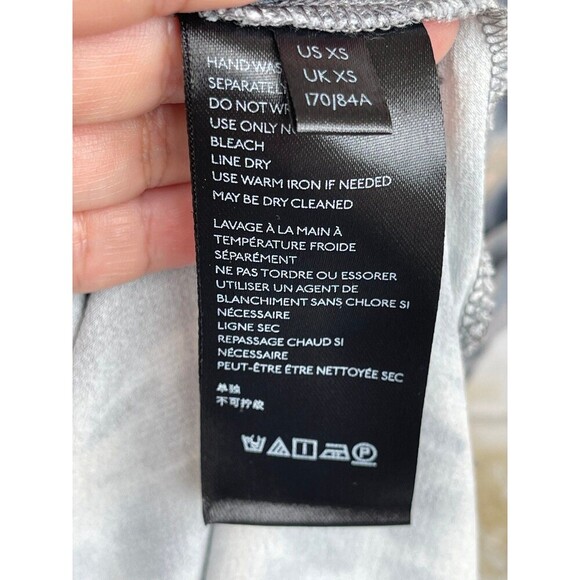 US XS
UK XS
170/84A
HAND
SEPARATEL
DO NOT
USE ONLY
BLEACH
LINE DRY
USE WARM IRON IF NEEDED
MAY BE DRY CLEANED
LAVAGE À LA MAIN À
TEMPÉRATURE FROIDE
SÉPARÉMENT
NE PAS TORDRE OU ESSORER
UTILISER UN AGENT DE
BLANCHIMENT SANS CHLORE SI
NÉCESSAIRE
LIGNE SEC
REPASSAGE CHAUD SI
NÉCESSAIRE
PEUT-ÊTRE ÊTRE NETTOYÉE SEC
单独
不可拧绞
P